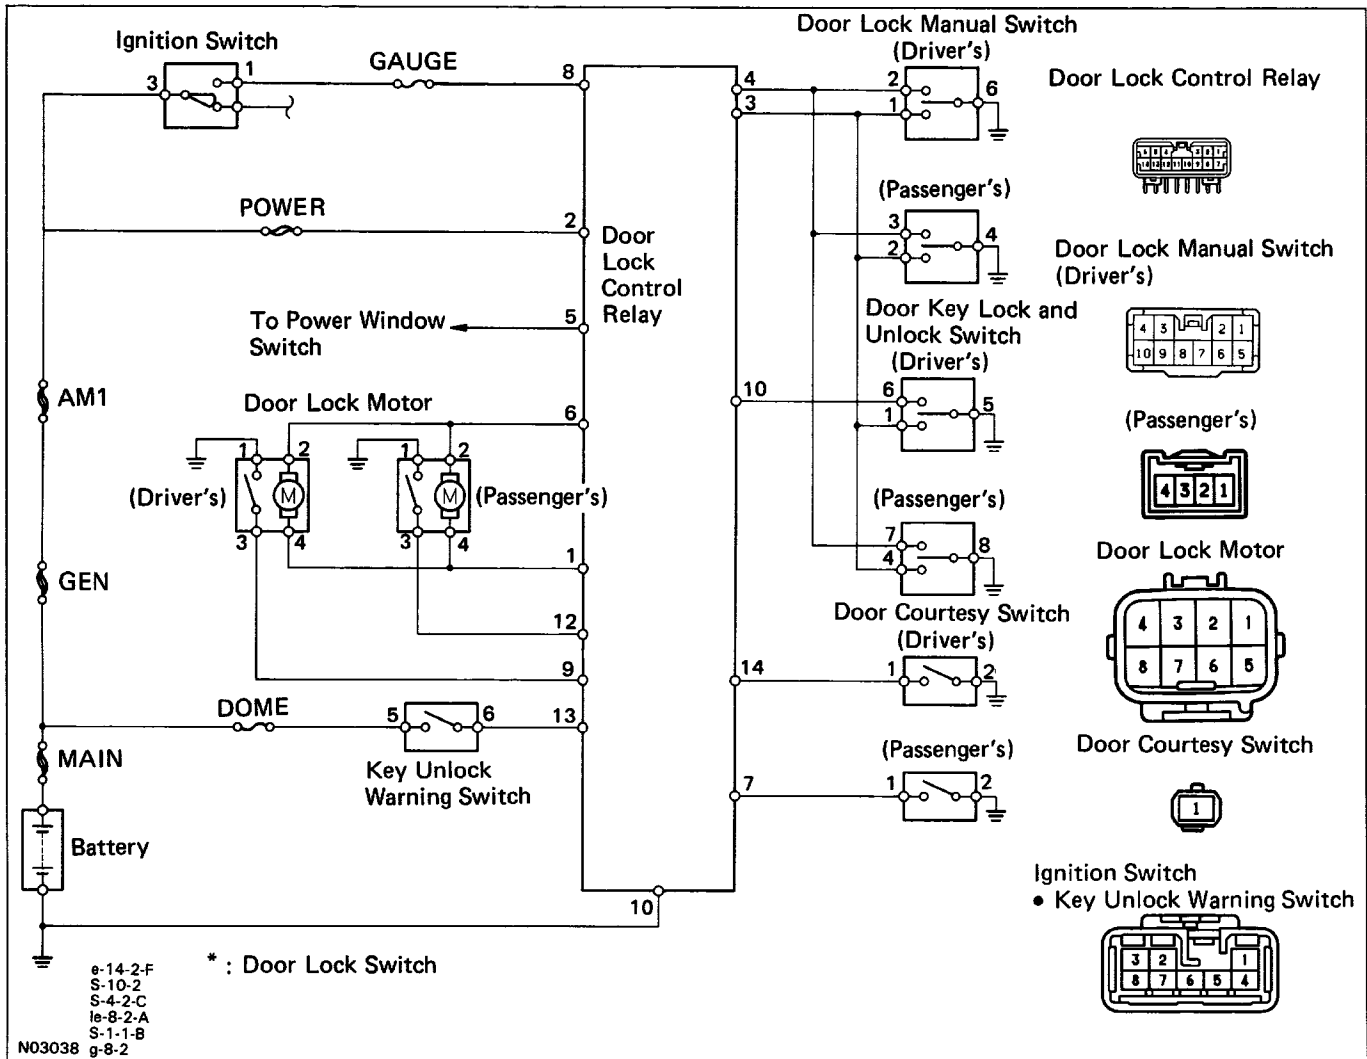 Door Lock Manual Switch
(Driver's)
Ignition Switch
GAUGE
3
1
8
4
3
2
1
6
Door Lock Control Relay
(Passenger's)
POWER
2
3
2
4
Door
Lock
Control
Relay
Door Lock Manual Switch
(Driver's)
To Power Window
Switch
5
Door Key Lock and
Unlock Switch
(Driver's)
4 3 2 1
10 9 8 7 6 5
AM1
Door Lock Motor
6
10
6
1
5
(Passenger's)
1 2
1 2
(Driver's)
M
M
(Passenger's)
3 4
3 4
(Passenger's)
4 3 2 1
7
4
8
Door Lock Motor
GEN
1
12
9
Door Courtesy Switch
(Driver's)
4 3 2 1
8 7 6 5
14
1
2
DOME
5
6
13
MAIN
Key Unlock
Warning Switch
(Passenger's)
7
1
2
Door Courtesy Switch
1
Battery
10
Ignition Switch
• Key Unlock Warning Switch
3 2 1
8 7 6 5 4
* : Door Lock Switch
e-14-2-F
S-10-2
S-4-2-C
Ie-8-2-A
S-1-1-B
N03038 g-8-2